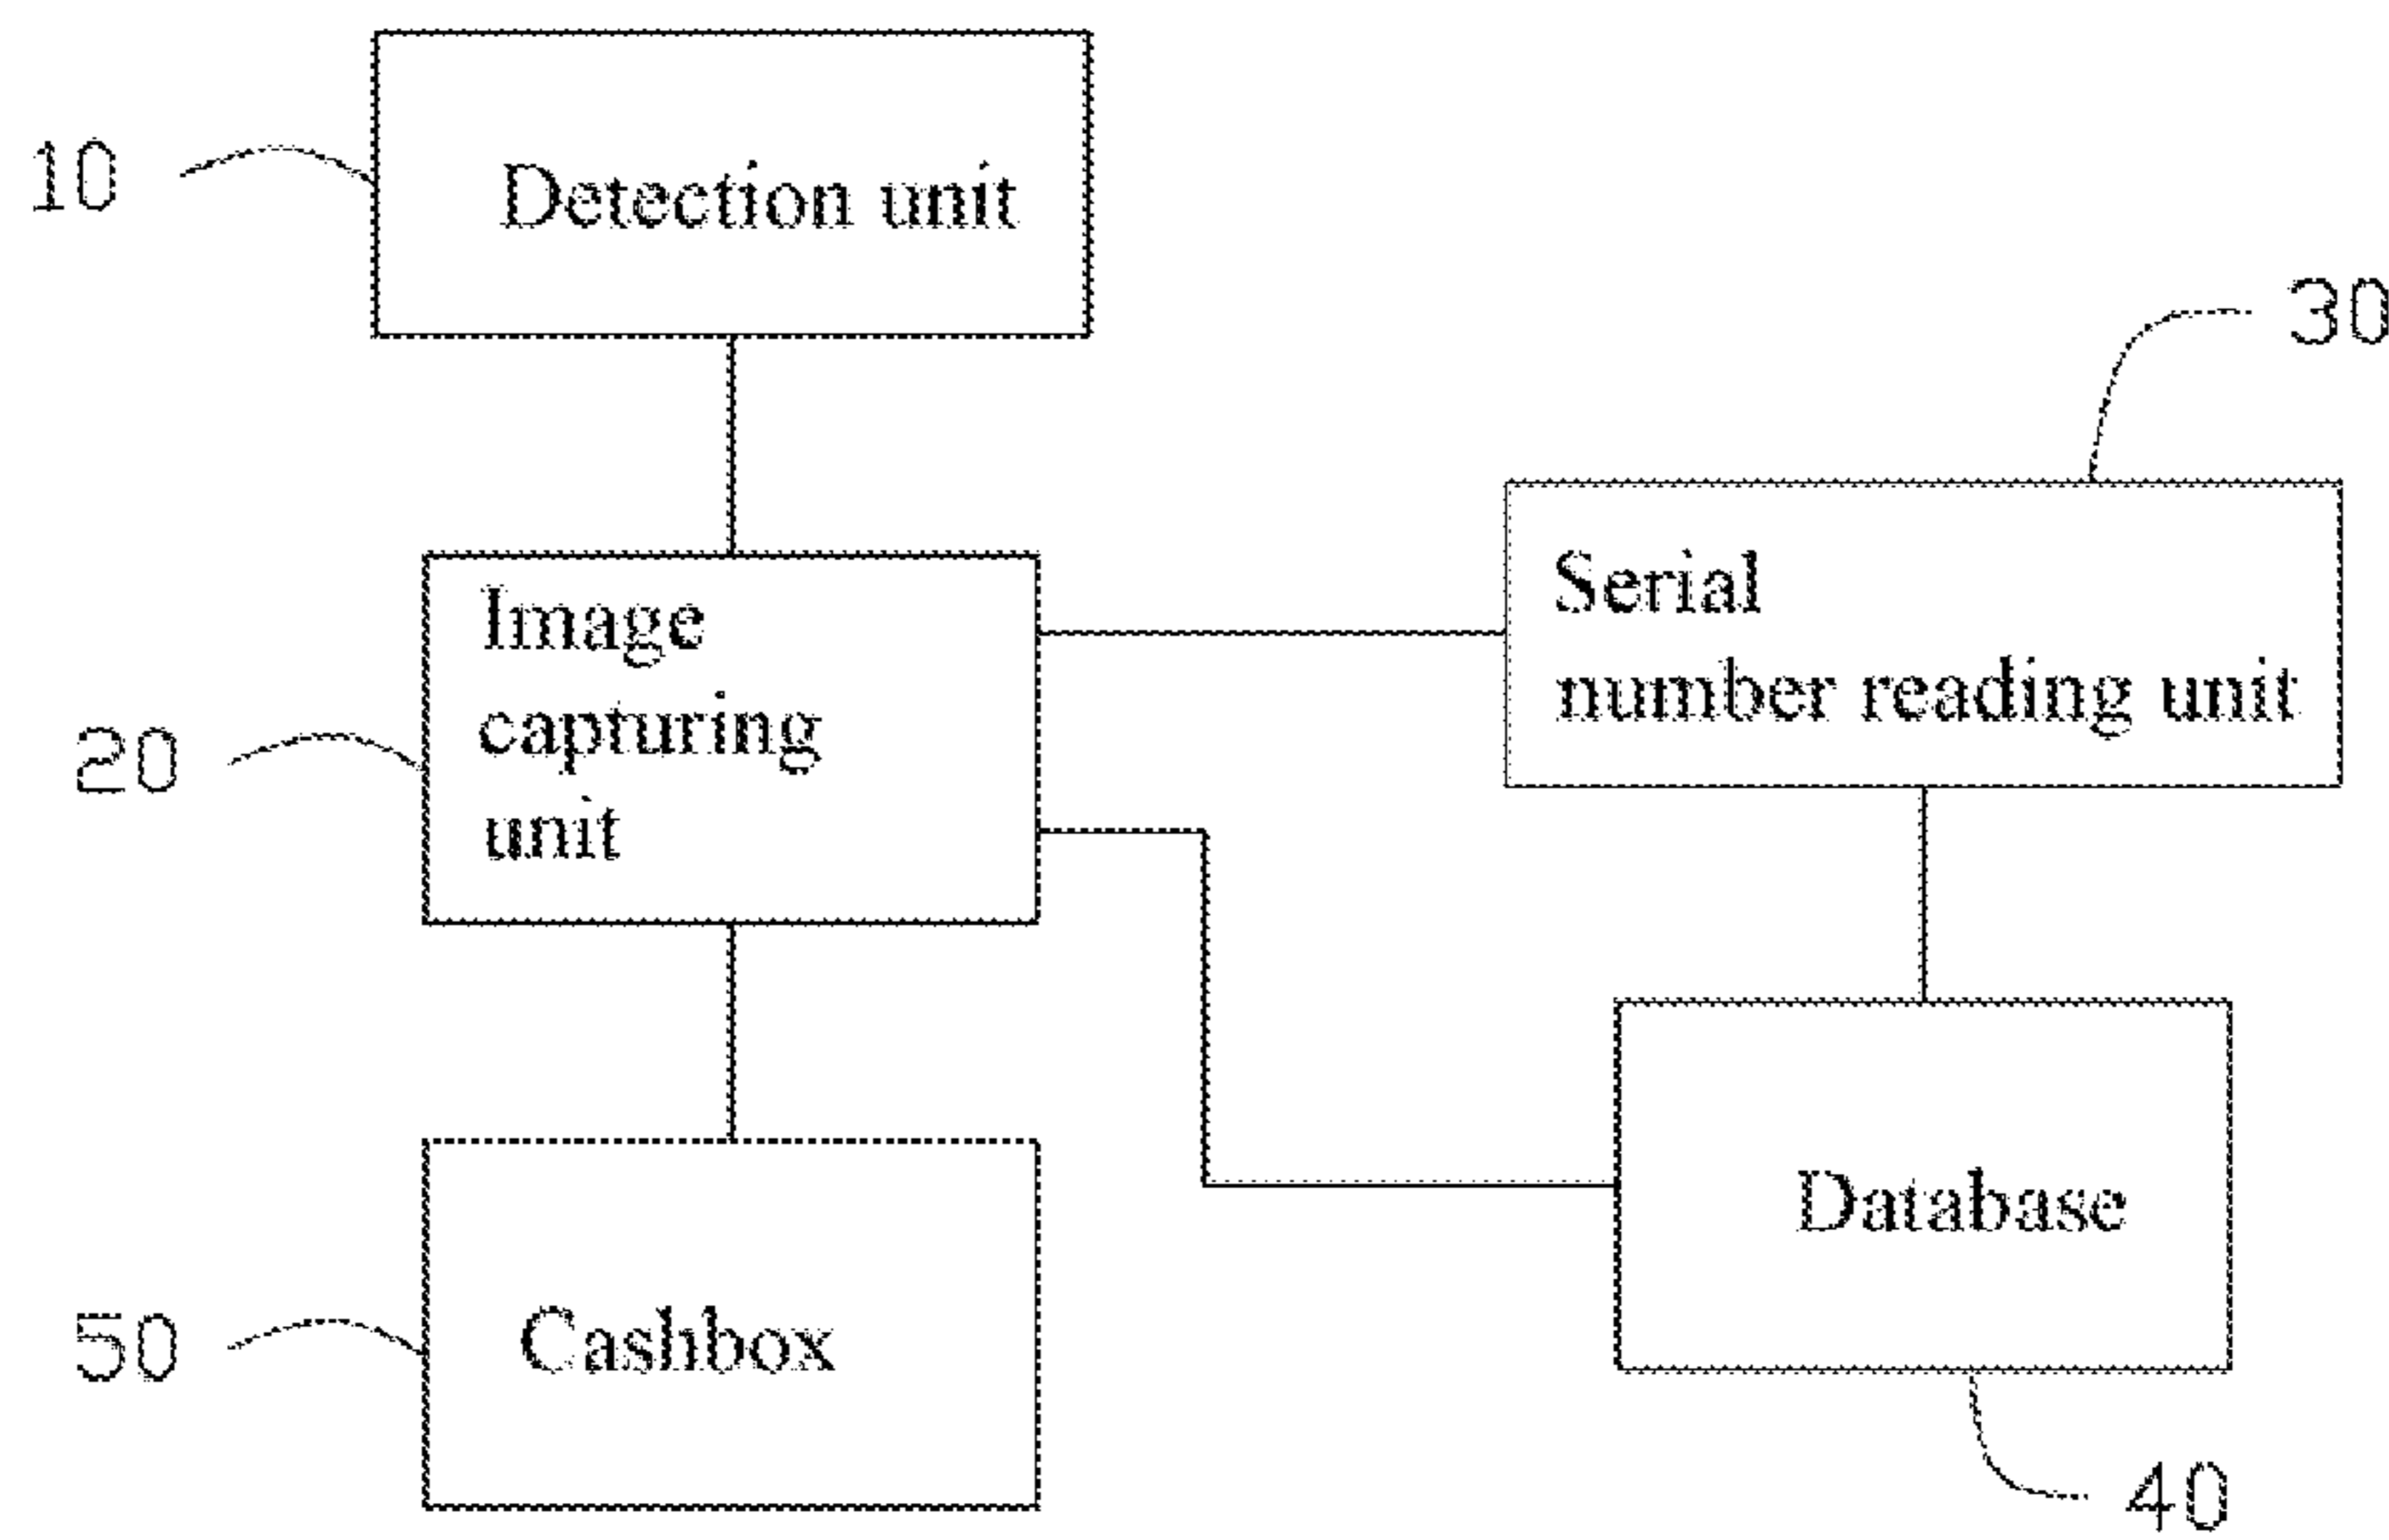 10
Detection unit
30
Serial
number reading unit
Image
capturing
unit
20
Database
Cashbox
50
40